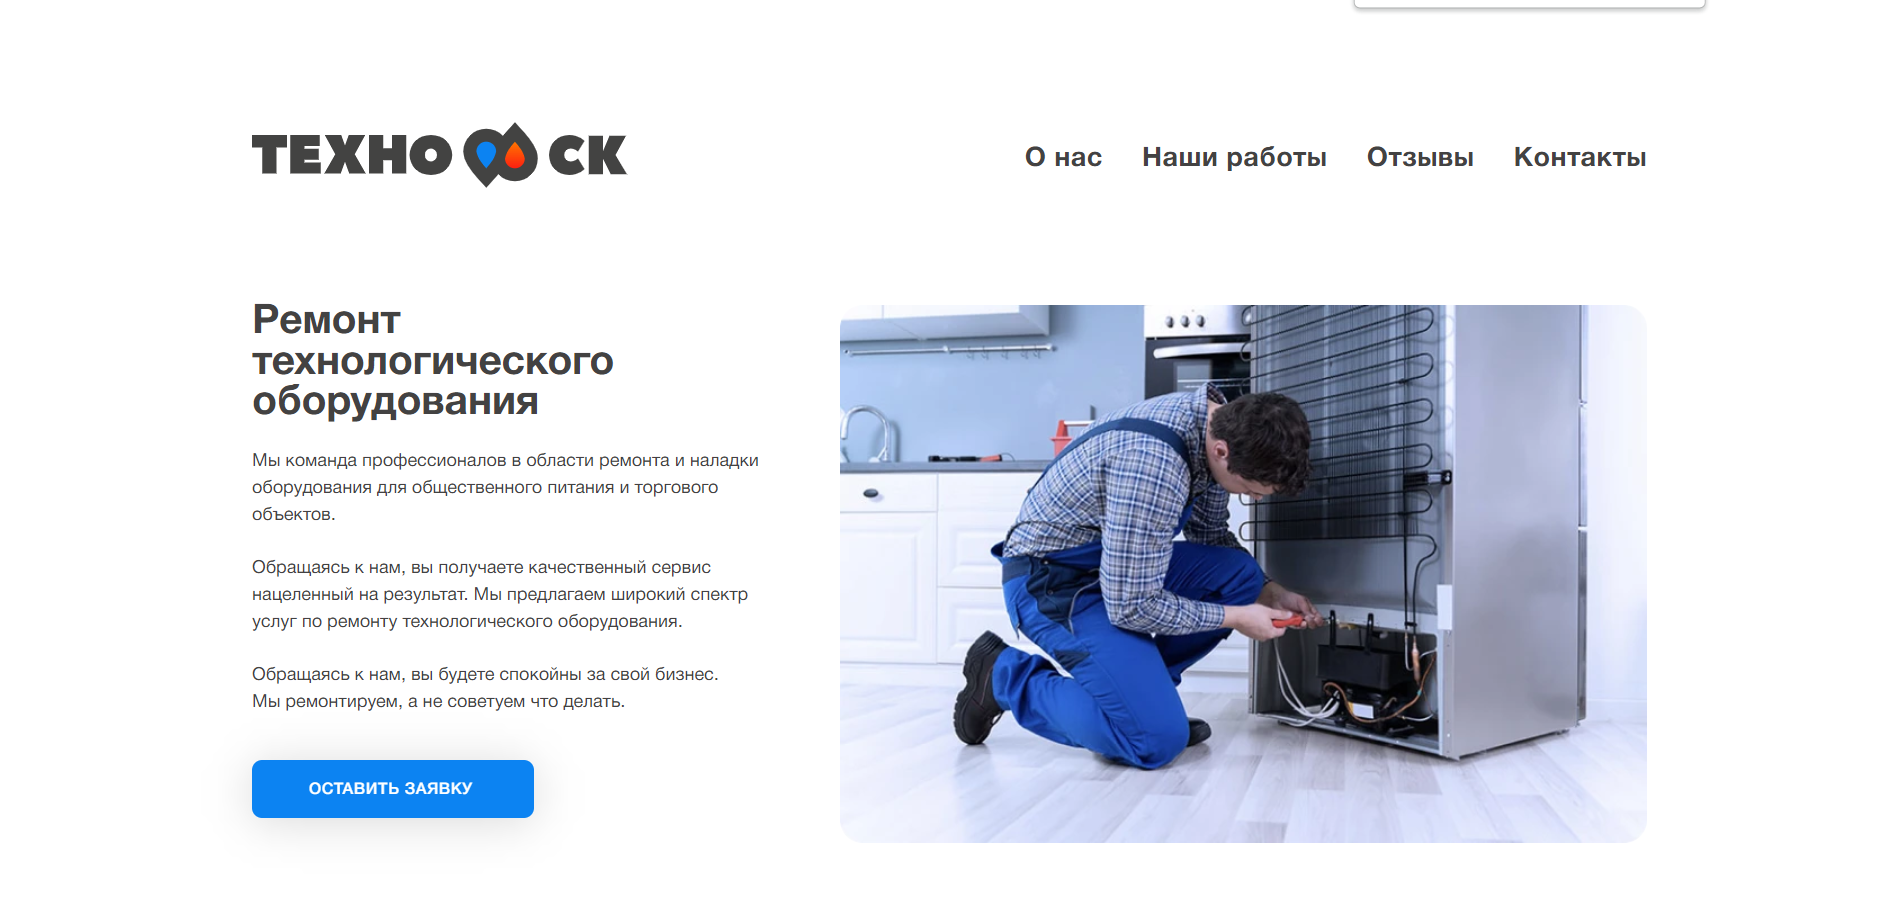 ТЕХНО СК
О нас Наши работы Отзывы Контакты
Ремонт
технологического
оборудования
Мы команда профессионалов в области ремонта и наладки
оборудования для общественного питания и торгового
объектов.
Обращаясь к нам, вы получаете качественный сервис
нацеленный на результат. Мы предлагаем широкий спектр
услуг по ремонту технологического оборудования.
Обращаясь к нам, вы будете спокойны за свой бизнес.
Мы ремонтируем, а не советуем что делать.
ОСТАВИТЬ ЗАЯВКУ